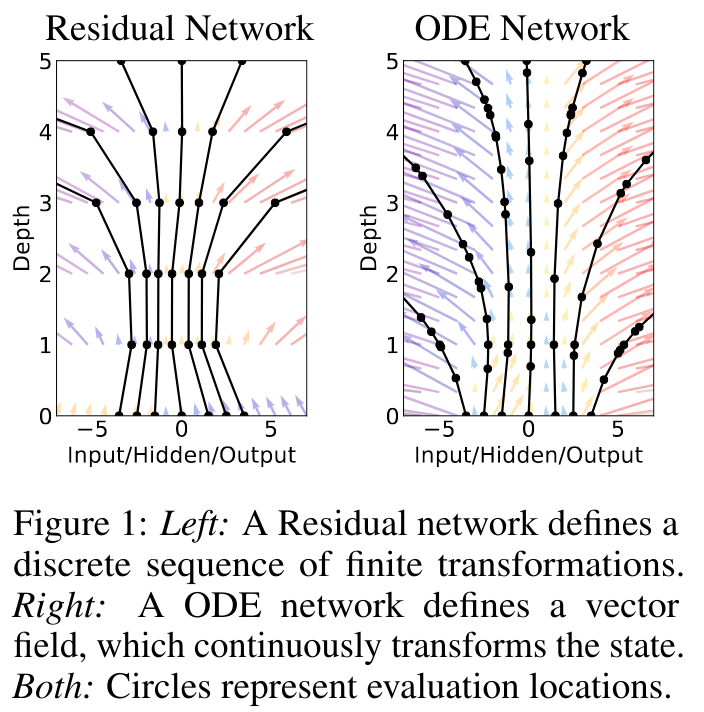 Residual Network
ODE Network
5
4
3
2
1
0
Depth
−5
0
5
Input/Hidden/Output
5
4
3
2
1
0
Depth
−5
0
5
Input/Hidden/Output
Figure 1: Left: A Residual network defines a
discrete sequence of finite transformations.
Right: A ODE network defines a vector
field, which continuously transforms the state.
Both: Circles represent evaluation locations.